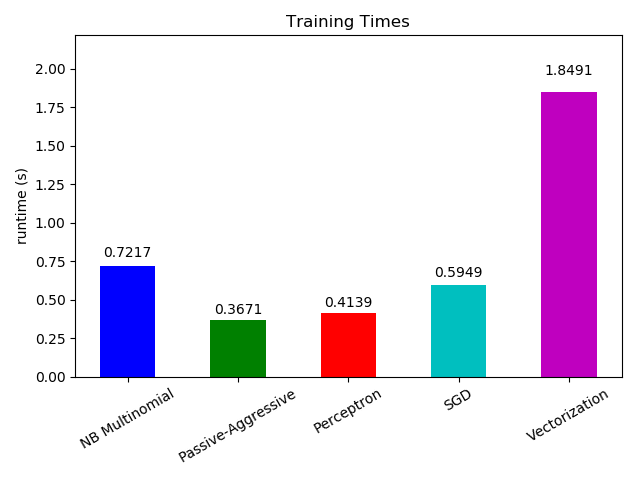 Training Times
2.00
1.75
1.50
1.25
1.00
0.75
0.50
0.25
0.00
runtime (s)
0.7217
0.3671
0.4139
0.5949
1.8491
NB Multinomial
Passive-Aggressive
Perceptron
SGD
Vectorization